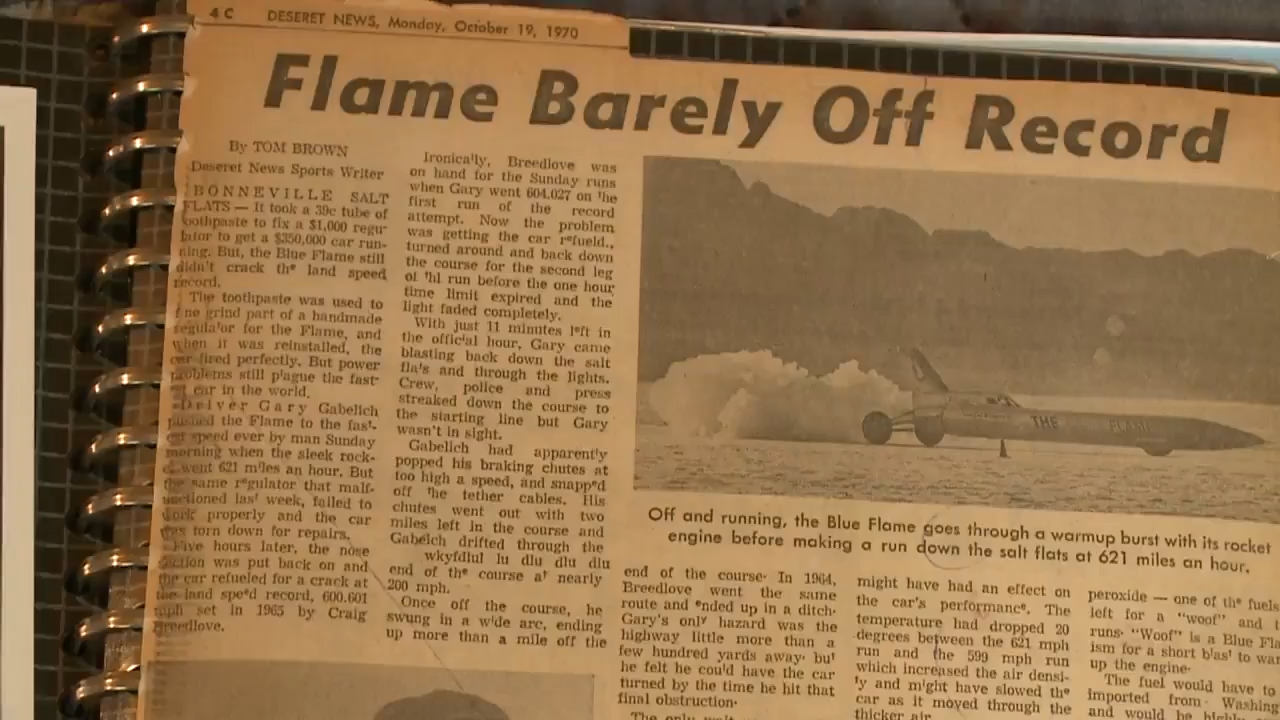 4 C DESERET NEWS, Monday, October 19, 1970
Flame Barely Off Record
By TOM BROWN
Deseret News Sports Writer
BONNEVILLE SALT
FLATS — It took a 39c tube of
oothpaste to fix a $1,000 regu-
lator to get a $350,000 car run-
ning. But, the Blue Flame still
didn't crack the land speed
record.
The toothpaste was used to
fine grind part of a handmade
regulator for the Flame, and
when it was reinstalled, the
car fired perfectly. But power
problems still plague the fast-
est car in the world.
Driver Gary Gabelich
pushed the Flame to the fas'-
est speed ever by man Sunday
morning when the sleek rock-
et went 621 miles an hour. But
the same regulator that malf-
unctioned last week, failed to
work properly and the car
was torn down for repairs.
Five hours later, the nose
section was put back on and
the car refueled for a crack at
the land speed record, 600.601
mph set in 1965 by Craig
Breedlove.
Ironically, Breedlove was
on hand for the Sunday runs
when Gary went 604.027 on 'he
first run of the record
attempt. Now the problem
was getting the car refueld.,
turned around and back down
the course for the second leg
of 'hl run before the one hour
time limit expired and the
light faded completely.
With just 11 minutes left in
the official hour, Gary came
blasting back down the salt
fla's and through the lights.
Crew, police and press
streaked down the course to
the starting line but Gary
wasn't in sight.
Gabelich had apparently
popped his braking chutes at
too high a speed, and snapped
off 'he tether cables. His
chutes went out with two
miles left in the course and
Gabelich drifted through the
wkyfdlul lu dlu dlu dlu
end of the course at nearly
200 mph.
Once off the course, he
swung in a wide arc, ending
up more than a mile off the
THE FLAME
Off and running, the Blue Flame goes through a warmup burst with its rocket
engine before making a run down the salt flats at 621 miles an hour.
end of the course. In 1964,
Breedlove went the same
route and ended up in a ditch.
Gary's only hazard was the
highway little more than a
few hundred yards away. but
he felt he could have the car
turned by the time he hit that
final obstruction.
The only
might have had an effect on
the car's performance. The
temperature had dropped 20
degrees between the 621 mph
run and the 599 mph run
which increased the air densi-
'y and might have slowed the
car as it moved through the
thicker air.
peroxide — one of the fuels
left for a "woof" and t
runs. "Woof" is a Blue Fla
ism for a short blast to war
up the engine.
The fuel would have to
imported from Washing
and would be